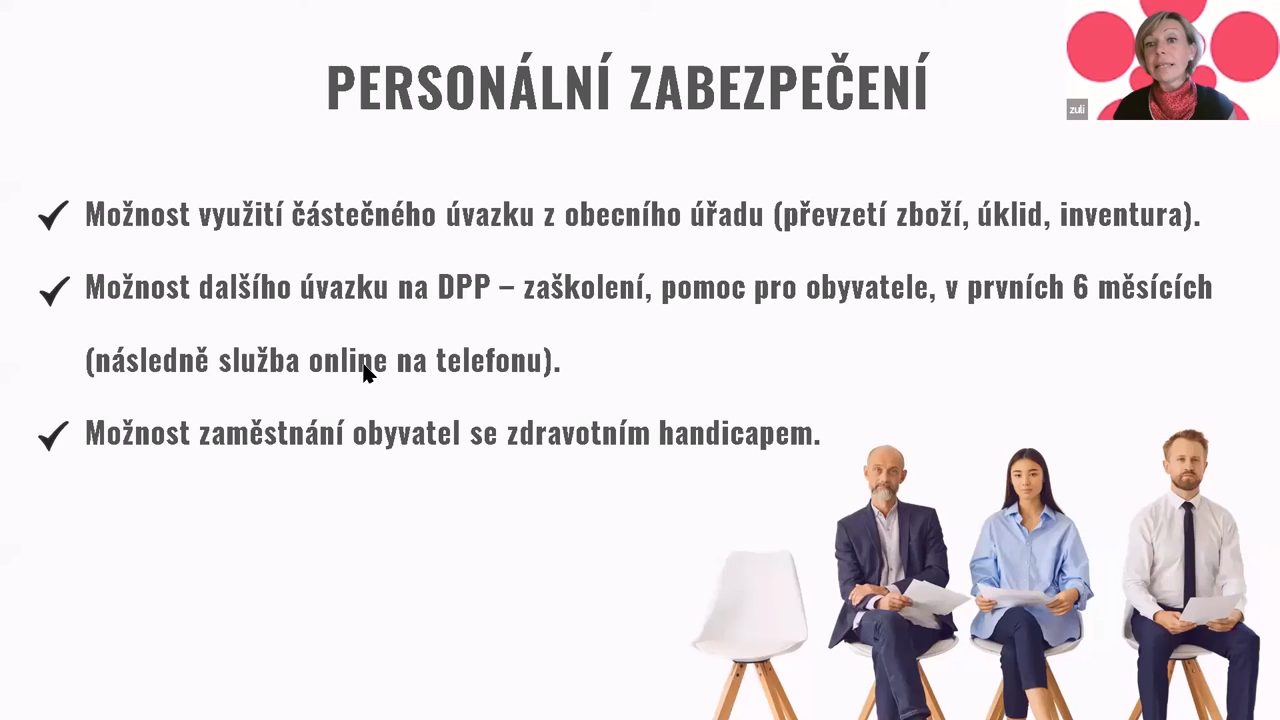 PERSONÁLNÍ ZABEZPEČENÍ
zuli
Možnost využití částečného úvazku z obecního úřadu (převzetí zboží, úklid, inventura).
Možnost dalšího úvazku na DPP – zaškolení, pomoc pro obyvatele, v prvních 6 měsících
(následně služba online na telefonu).
Možnost zaměstnání obyvatel se zdravotním handicapem.